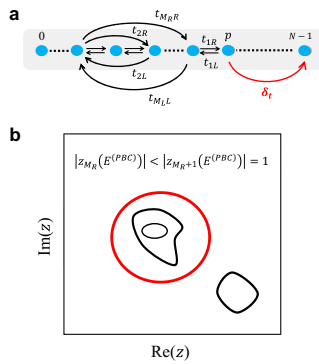 a
t_{M_R R}
t_{2R}
0 t_{1R} p N − 1
t_{2L} t_{1L}
t_{M_L L} δ_t
b
|z_{M_R}(E^{(PBC)})| < |z_{M_R+1}(E^{(PBC)})| = 1
Im(z)
Re(z)